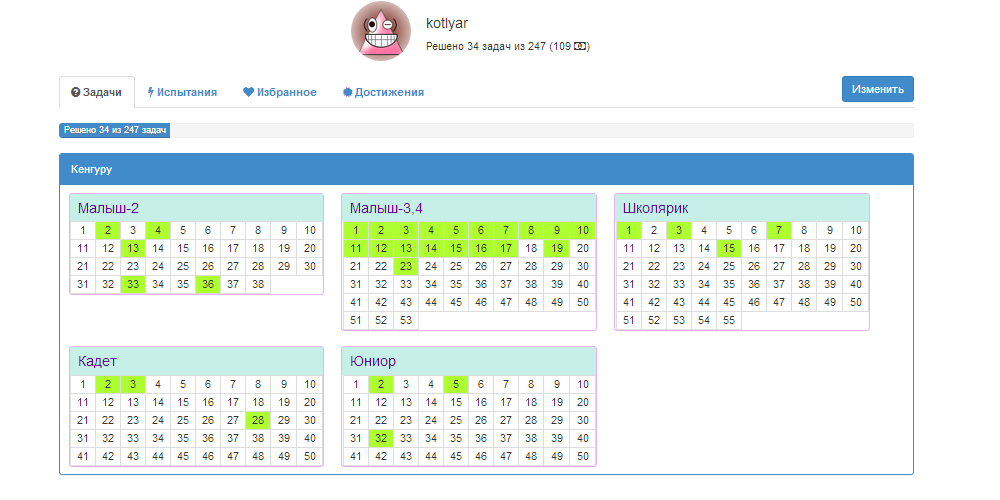 kotlyar
Решено 34 задач из 247 (109 )
Задачи Испытания Избранное Достижения Изменить
Решено 34 из 247 задач
Кенгуру
Малыш-2
1 2 3 4 5 6 7 8 9 10
11 12 13 14 15 16 17 18 19 20
21 22 23 24 25 26 27 28 29 30
31 32 33 34 35 36 37 38
Малыш-3,4
1 2 3 4 5 6 7 8 9 10
11 12 13 14 15 16 17 18 19 20
21 22 23 24 25 26 27 28 29 30
31 32 33 34 35 36 37 38 39 40
41 42 43 44 45 46 47 48 49 50
51 52 53
Школярик
1 2 3 4 5 6 7 8 9 10
11 12 13 14 15 16 17 18 19 20
21 22 23 24 25 26 27 28 29 30
31 32 33 34 35 36 37 38 39 40
41 42 43 44 45 46 47 48 49 50
51 52 53 54 55
Кадет
1 2 3 4 5 6 7 8 9 10
11 12 13 14 15 16 17 18 19 20
21 22 23 24 25 26 27 28 29 30
31 32 33 34 35 36 37 38 39 40
41 42 43 44 45 46 47 48 49 50
Юниор
1 2 3 4 5 6 7 8 9 10
11 12 13 14 15 16 17 18 19 20
21 22 23 24 25 26 27 28 29 30
31 32 33 34 35 36 37 38 39 40
41 42 43 44 45 46 47 48 49 50